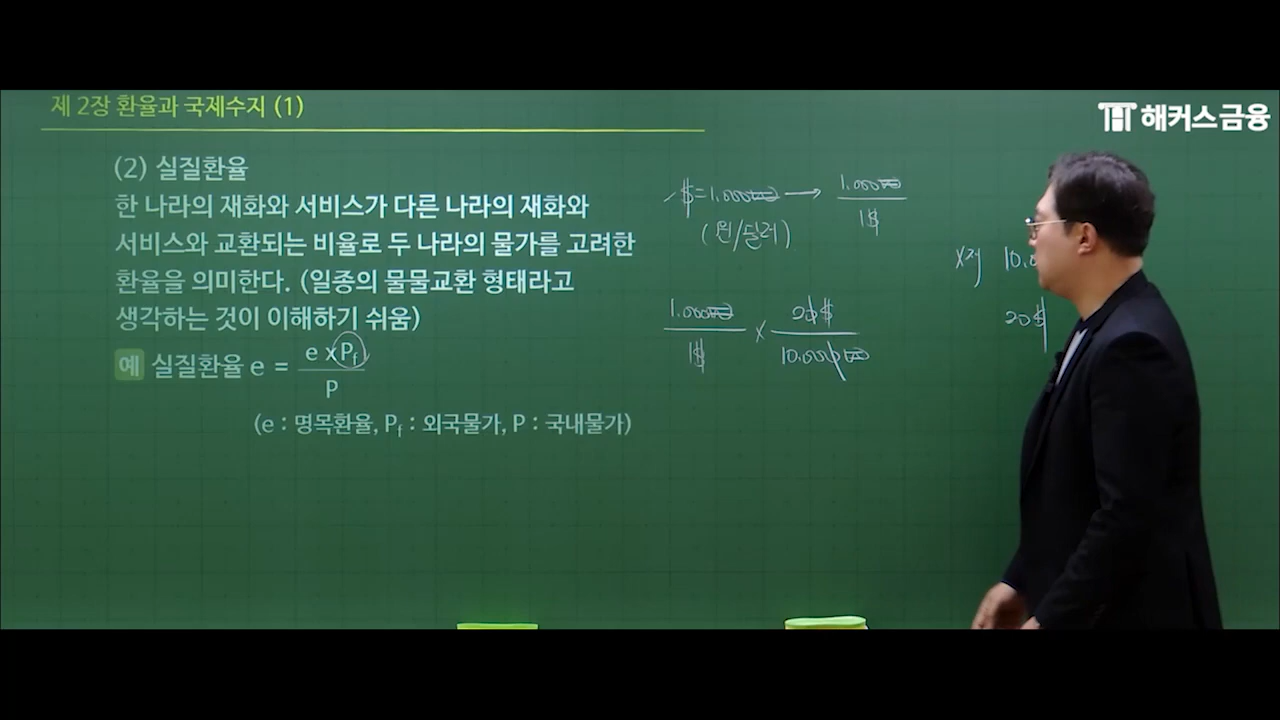 제 2장 환율과 국제수지 (1)
해커스금융
(2) 실질환율
한 나라의 재화와 서비스가 다른 나라의 재화와
서비스와 교환되는 비율로 두 나라의 물가를 고려한
환율을 의미한다. (일종의 물물교환 형태라고
생각하는 것이 이해하기 쉬움)
예 실질환율 e = e x Pf / P
(e : 명목환율, Pf : 외국물가, P : 국내물가)
$=1.000원 → 1.000원 / 1$
(원/달러)
1.000원 / 1$ x 20$ / 10.000원
X재 10.0
20$